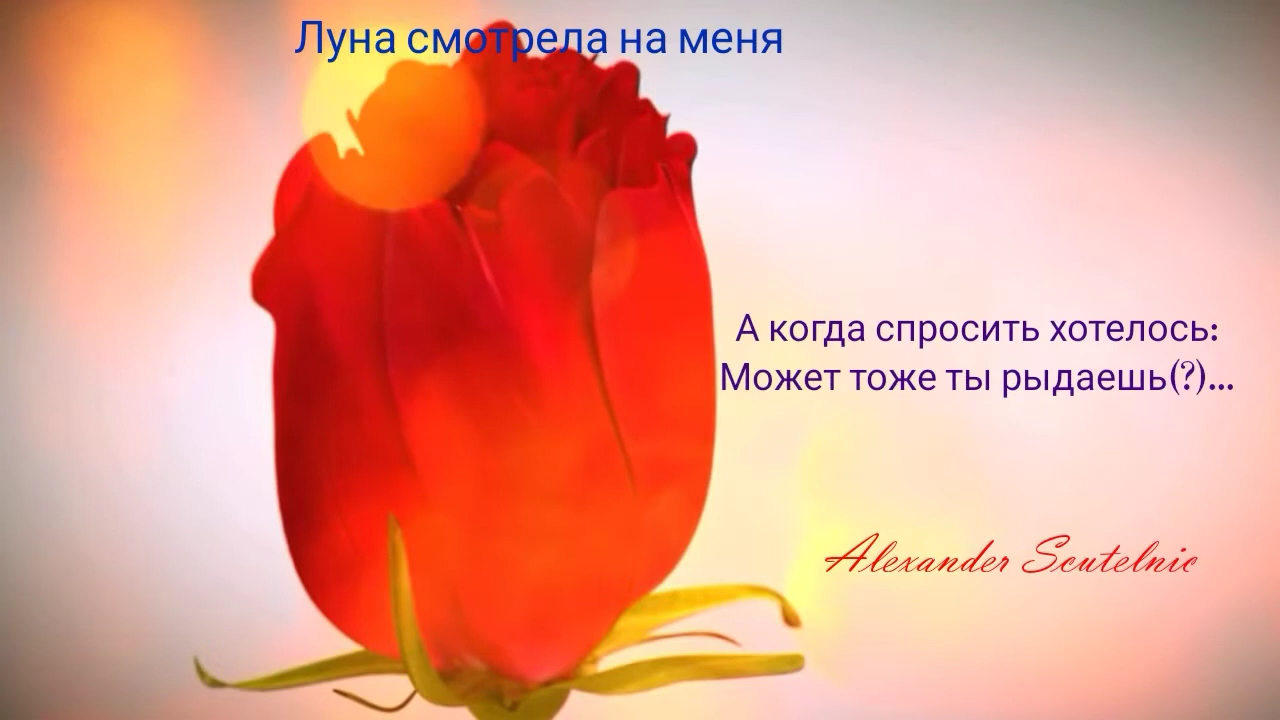 Луна смотрела на меня
А когда спросить хотелось:
Может тоже ты рыдаешь(?)...
Alexander Scutelnic